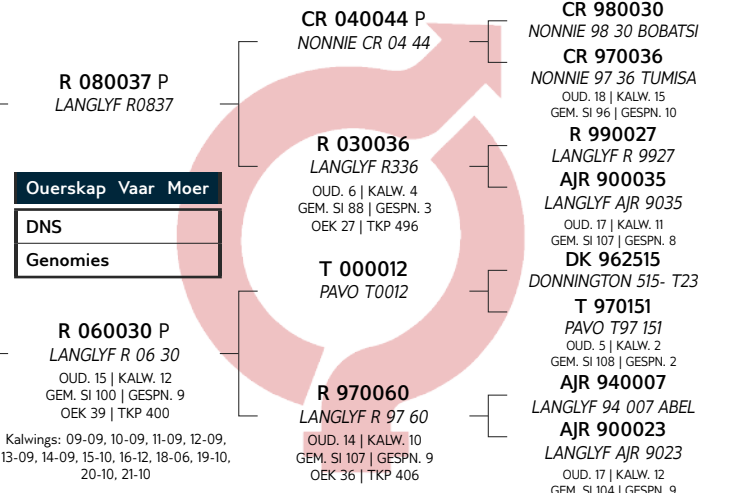 R 080037 P
LANGLYF R0837
Ouerskap Vaar Moer
DNS
Genomies
R 060030 P
LANGLYF R 06 30
OUD. 15 | KALW. 12
GEM. SI 100 | GESPN. 9
OEK 39 | TKP 400
Kalwings: 09-09, 10-09, 11-09, 12-09,
13-09, 14-09, 15-10, 16-12, 18-06, 19-10,
20-10, 21-10
CR 040044 P
NONNIE CR 04 44
R 030036
LANGLYF R336
OUD. 6 | KALW. 4
GEM. SI 88 | GESPN. 3
OEK 27 | TKP 496
T 000012
PAVO T0012
R 970060
LANGLYF R 97 60
OUD. 14 | KALW. 10
GEM. SI 107 | GESPN. 9
OEK 36 | TKP 406
CR 980030
NONNIE 98 30 BOBATSI
CR 970036
NONNIE 97 36 TUMISA
OUD. 18 | KALW. 15
GEM. SI 96 | GESPN. 10
R 990027
LANGLYF R 9927
AJR 900035
LANGLYF AJR 9035
OUD. 17 | KALW. 11
GEM. SI 107 | GESPN. 8
DK 962515
DONNINGTON 515- T23
T 970151
PAVO T97 151
OUD. 5 | KALW. 2
GEM. SI 108 | GESPN. 2
AJR 940007
LANGLYF 94 007 ABEL
AJR 900023
LANGLYF AJR 9023
OUD. 17 | KALW. 12
GEM. SI 104 | GESPN. 9